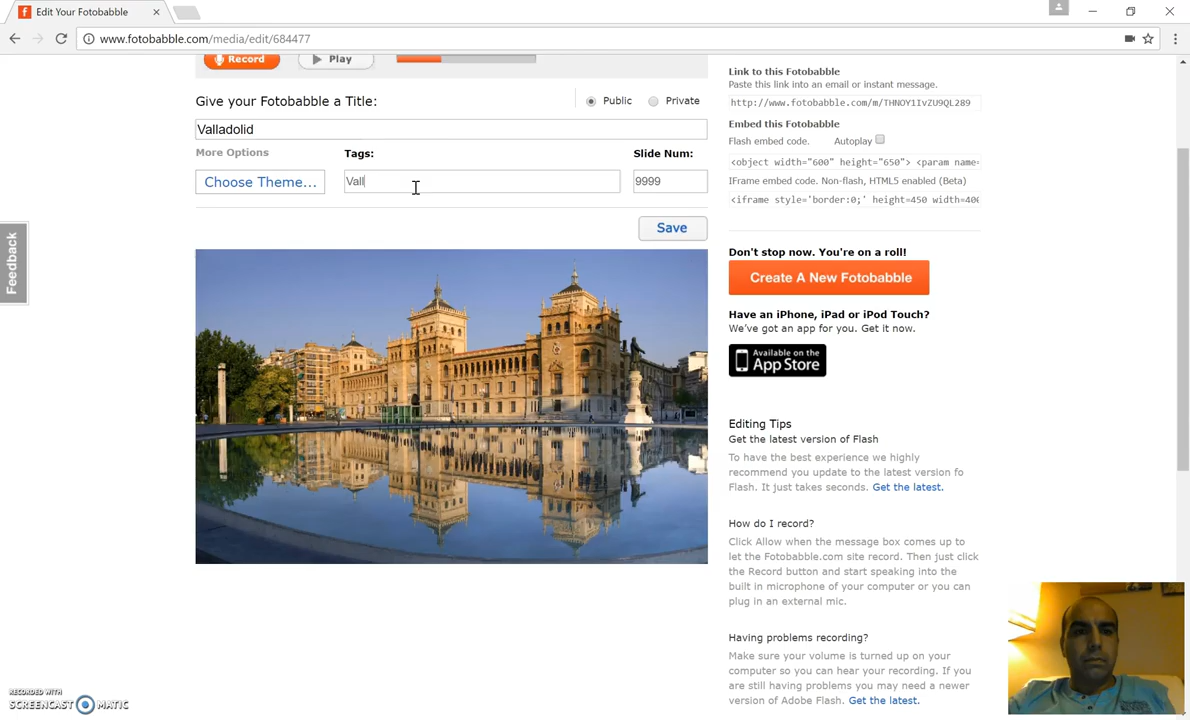 Edit Your Fotobabble
www.fotobabble.com/media/edit/684477
Record
Play
Give your Fotobabble a Title:
Public
Private
Valladolid
More Options
Tags:
Slide Num:
Choose Theme...
Vall
9999
Save
Feedback
Link to this Fotobabble
Paste this link into an email or instant message.
http://www.fotobabble.com/m/THNOY1IvZU9QL289
Embed this Fotobabble
Flash embed code.
Autoplay
<object width="600" height="650"> <param name=
IFrame embed code. Non-flash, HTML5 enabled (Beta)
<iframe style='border:0;' height=450 width=400
Don't stop now. You're on a roll!
Create A New Fotobabble
Have an iPhone, iPad or iPod Touch?
We've got an app for you. Get it now.
Available on the
App Store
Editing Tips
Get the latest version of Flash
To have the best experience we highly
recommend you update to the latest version fo
Flash. It just takes seconds. Get the latest.
How do I record?
Click Allow when the message box comes up to
let the Fotobabble.com site record. Then just click
the Record button and start speaking into the
built in microphone of your computer or you can
plug in an external mic.
Having problems recording?
Make sure your volume is turned up on your
computer so you can hear your recording. If you
are still having problems you may need a newer
version of Adobe Flash. Get the latest.
RECORDED WITH
SCREENCAST MATIC